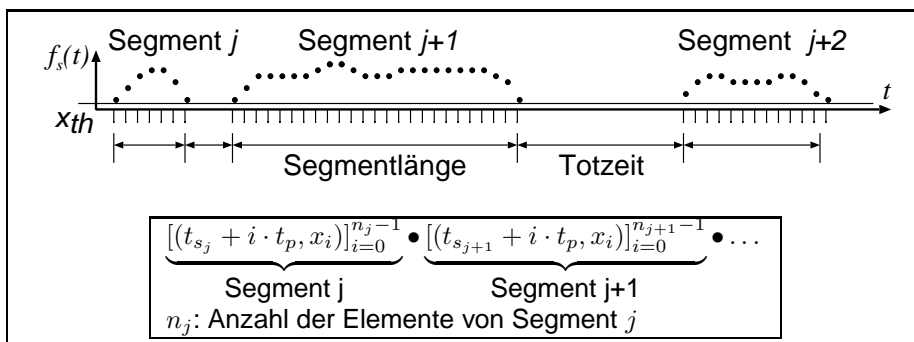 Segment j Segment j+1 Segment j+2
f_s(t)
t
x_th
Segmentlänge Totzeit
[(t_{s_j} + i · t_p, x_i)]_{i=0}^{n_j−1} • [(t_{s_{j+1}} + i · t_p, x_i)]_{i=0}^{n_{j+1}−1} • . . .
Segment j Segment j+1
n_j: Anzahl der Elemente von Segment j